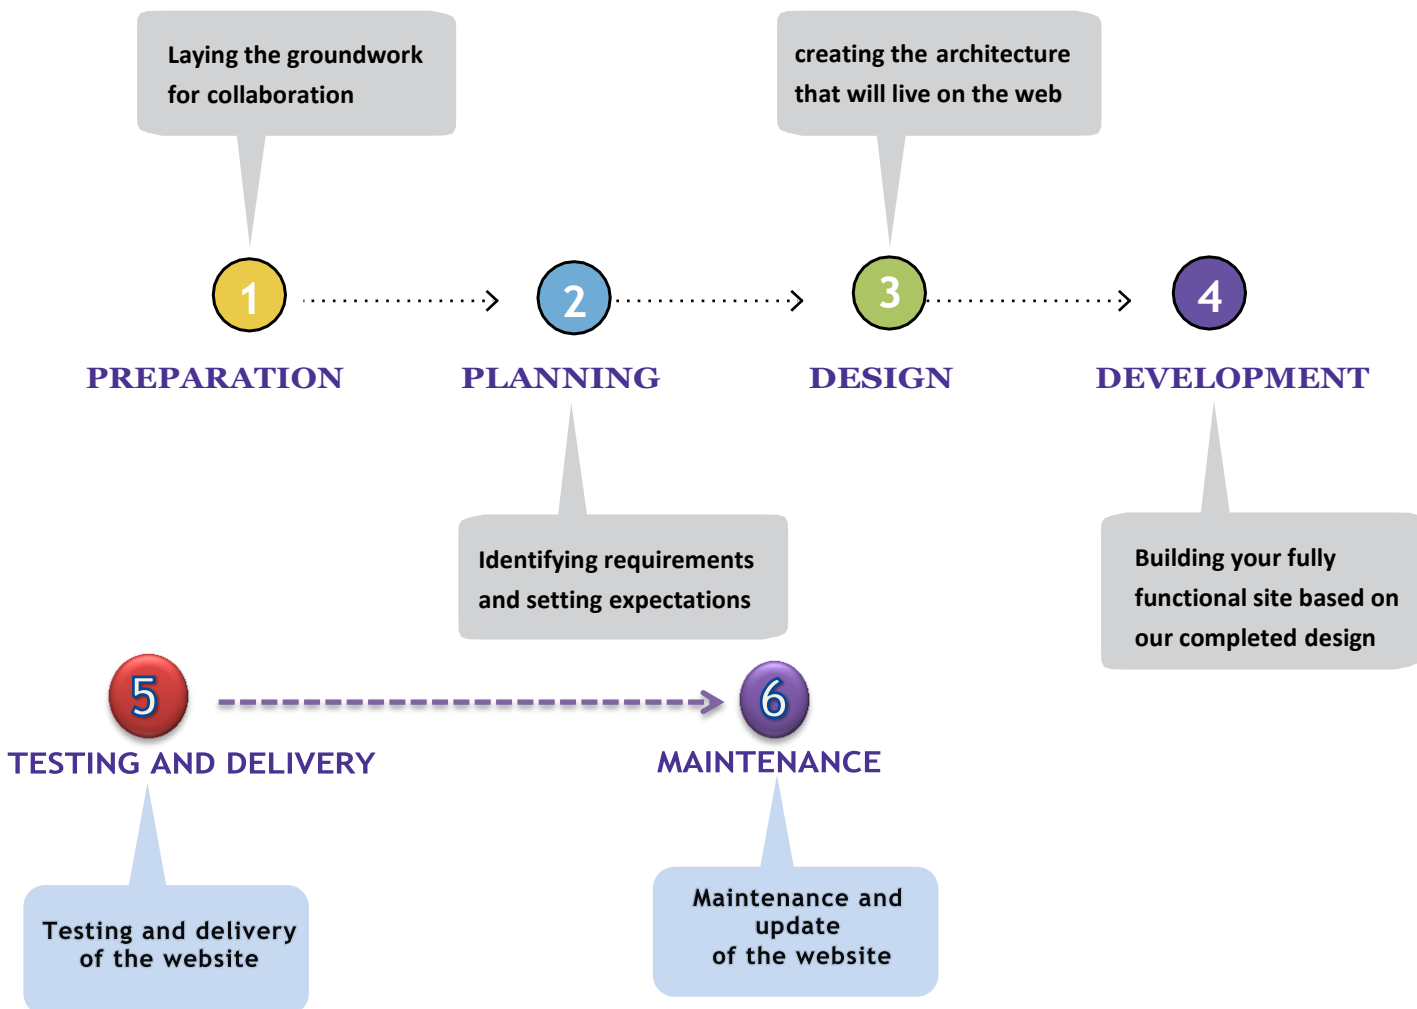 Laying the groundwork
for collaboration
creating the architecture
that will live on the web
1
2
3
4
PREPARATION
PLANNING
DESIGN
DEVELOPMENT
Identifying requirements
and setting expectations
Building your fully
functional site based on
our completed design
5
6
TESTING AND DELIVERY
MAINTENANCE
Testing and delivery
of the website
Maintenance and
update
of the website